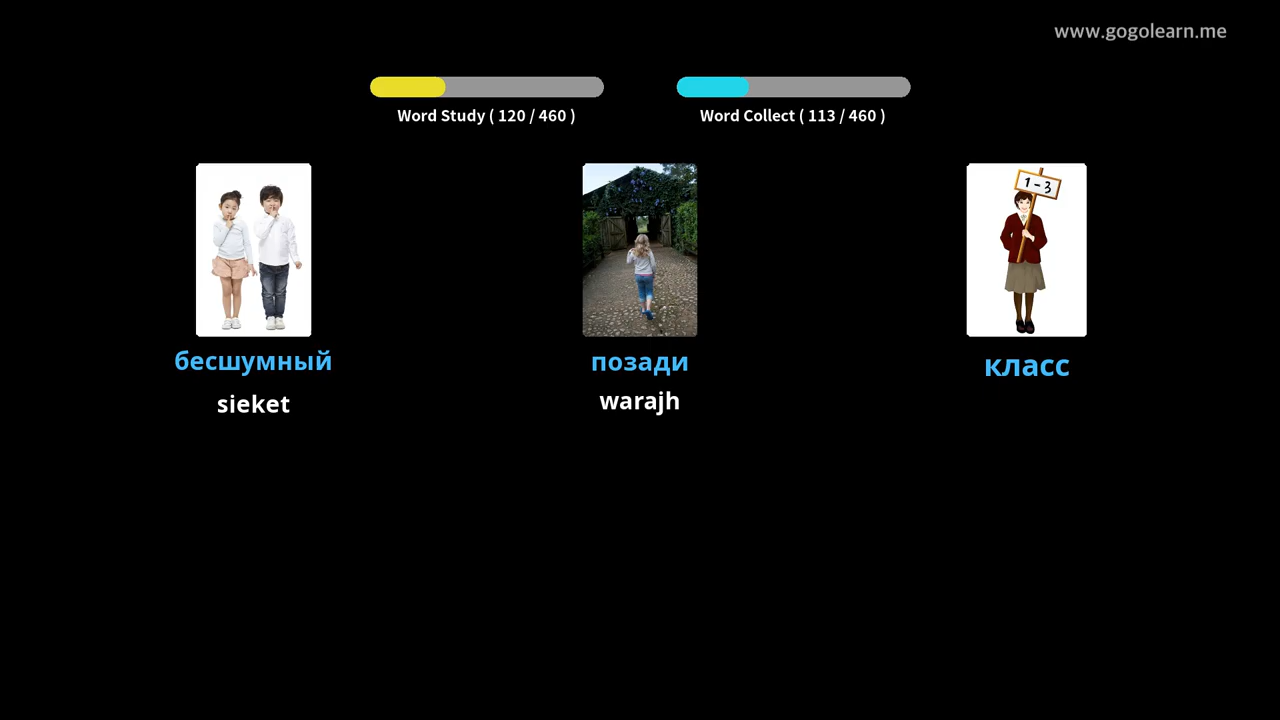 www.gogolearn.me
Word Study ( 120 / 460 )
Word Collect ( 113 / 460 )
1-3
бесшумный
позади
класс
sieket
warajh